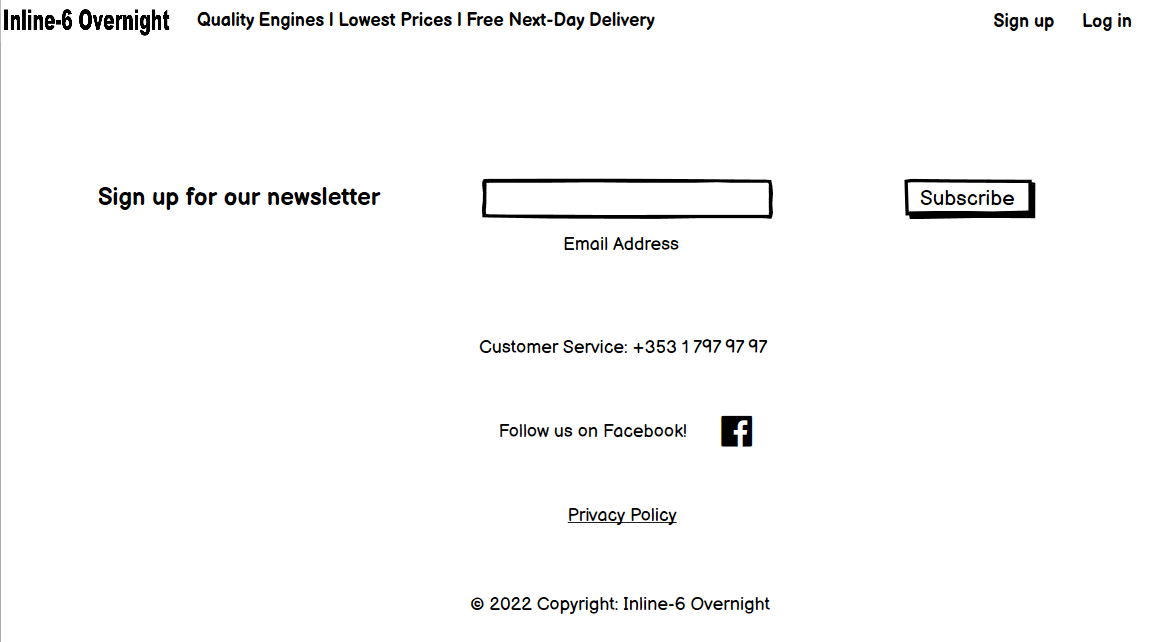 Inline-6 Overnight Quality Engines | Lowest Prices | Free Next-Day Delivery Sign up Log in
Sign up for our newsletter Subscribe
Email Address
Customer Service: +353 1 797 97 97
Follow us on Facebook!
Privacy Policy
© 2022 Copyright: Inline-6 Overnight